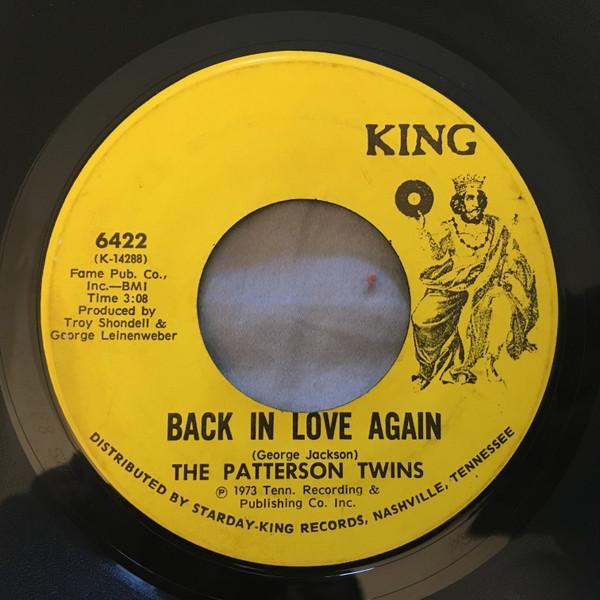 KING
6422
(K-14288)
Fame Pub. Co.,
Inc.—BMI
Time 3:08
Produced by
Troy Shondell &
George Leinenweber
BACK IN LOVE AGAIN
(George Jackson)
THE PATTERSON TWINS
℗ 1973 Tenn. Recording &
Publishing Co. Inc.
DISTRIBUTED BY STARDAY-KING RECORDS, NASHVILLE, TENNESSEE